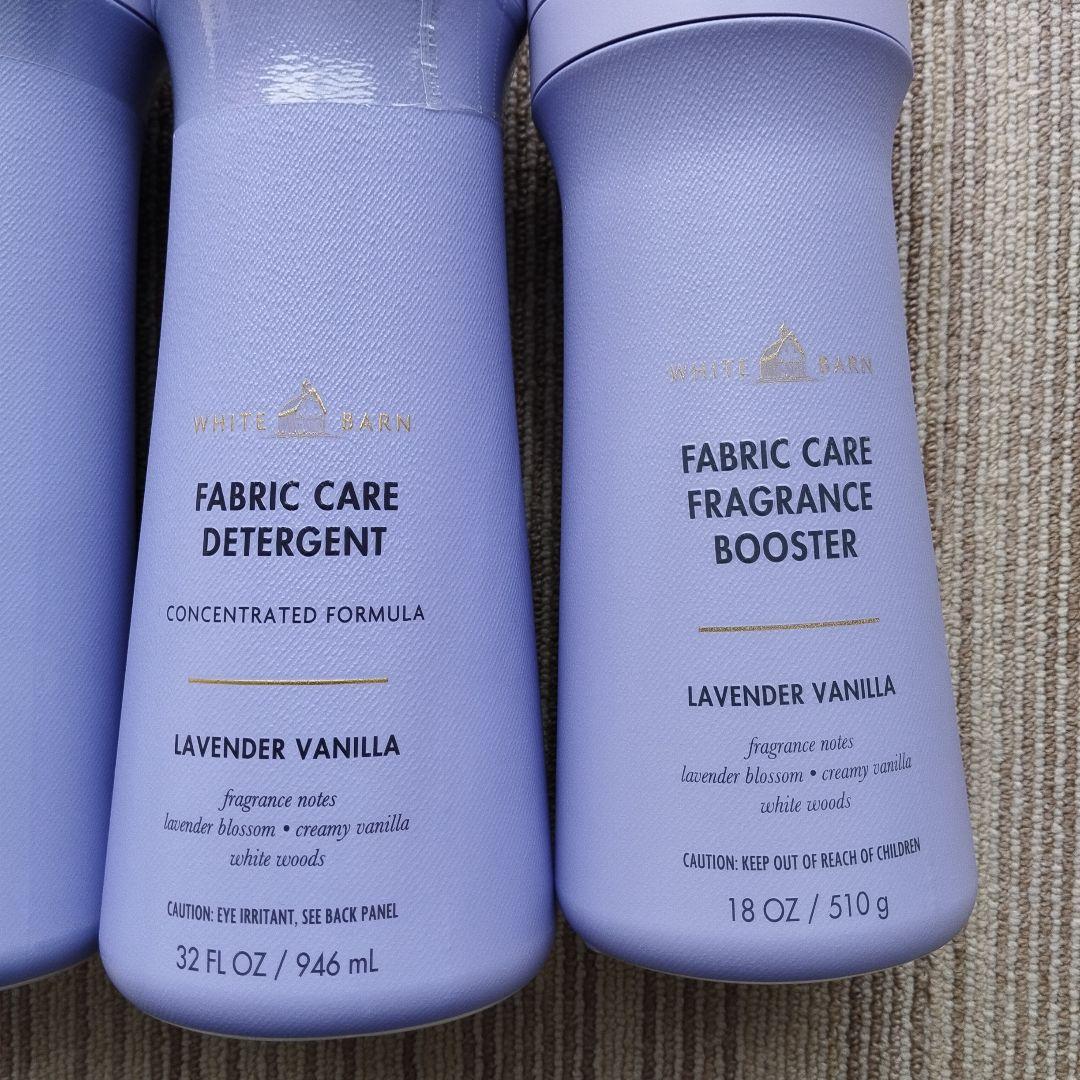 WHITE BARN
FABRIC CARE
DETERGENT
CONCENTRATED FORMULA
LAVENDER VANILLA
fragrance notes
lavender blossom • creamy vanilla
white woods
CAUTION: EYE IRRITANT, SEE BACK PANEL
32 FL OZ / 946 mL
WHITE BARN
FABRIC CARE
FRAGRANCE
BOOSTER
LAVENDER VANILLA
fragrance notes
lavender blossom • creamy vanilla
white woods
CAUTION: KEEP OUT OF REACH OF CHILDREN
18 OZ / 510 g